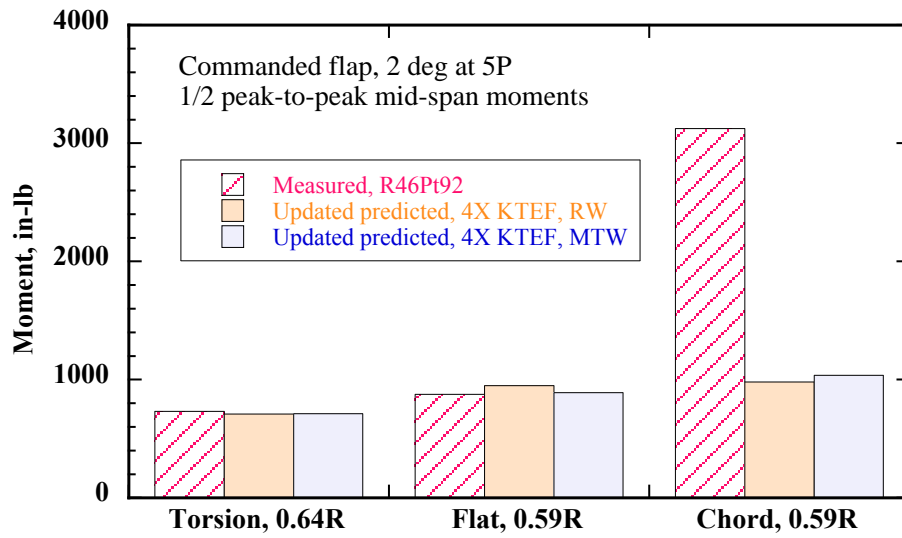 4000
3000
2000
1000
0
Moment, in-lb
Commanded flap, 2 deg at 5P
1/2 peak-to-peak mid-span moments
Measured, R46Pt92
Updated predicted, 4X KTEF, RW
Updated predicted, 4X KTEF, MTW
Torsion, 0.64R
Flat, 0.59R
Chord, 0.59R